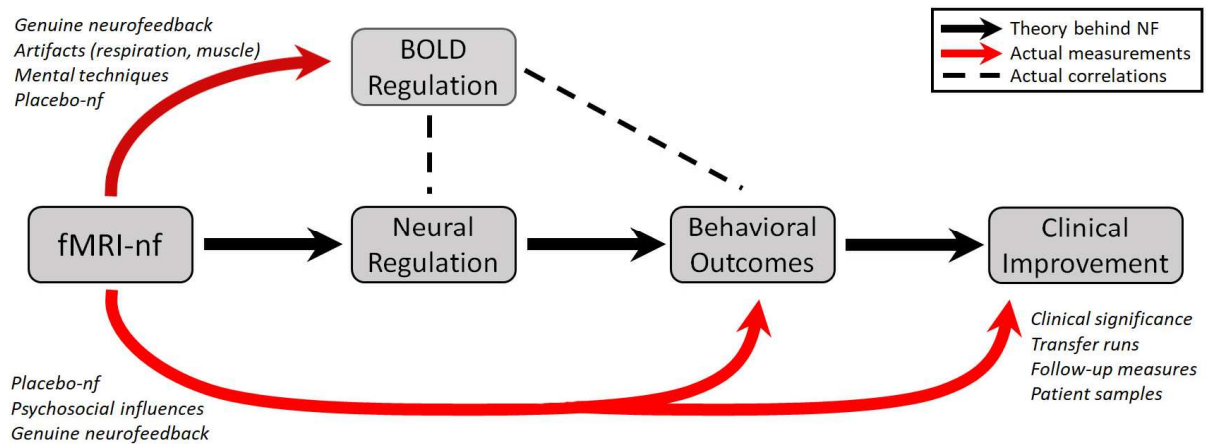 Genuine neurofeedback
Artifacts (respiration, muscle)
Mental techniques
Placebo-nf
BOLD
Regulation
Theory behind NF
Actual measurements
Actual correlations
fMRI-nf
Neural
Regulation
Behavioral
Outcomes
Clinical
Improvement
Placebo-nf
Psychosocial influences
Genuine neurofeedback
Clinical significance
Transfer runs
Follow-up measures
Patient samples